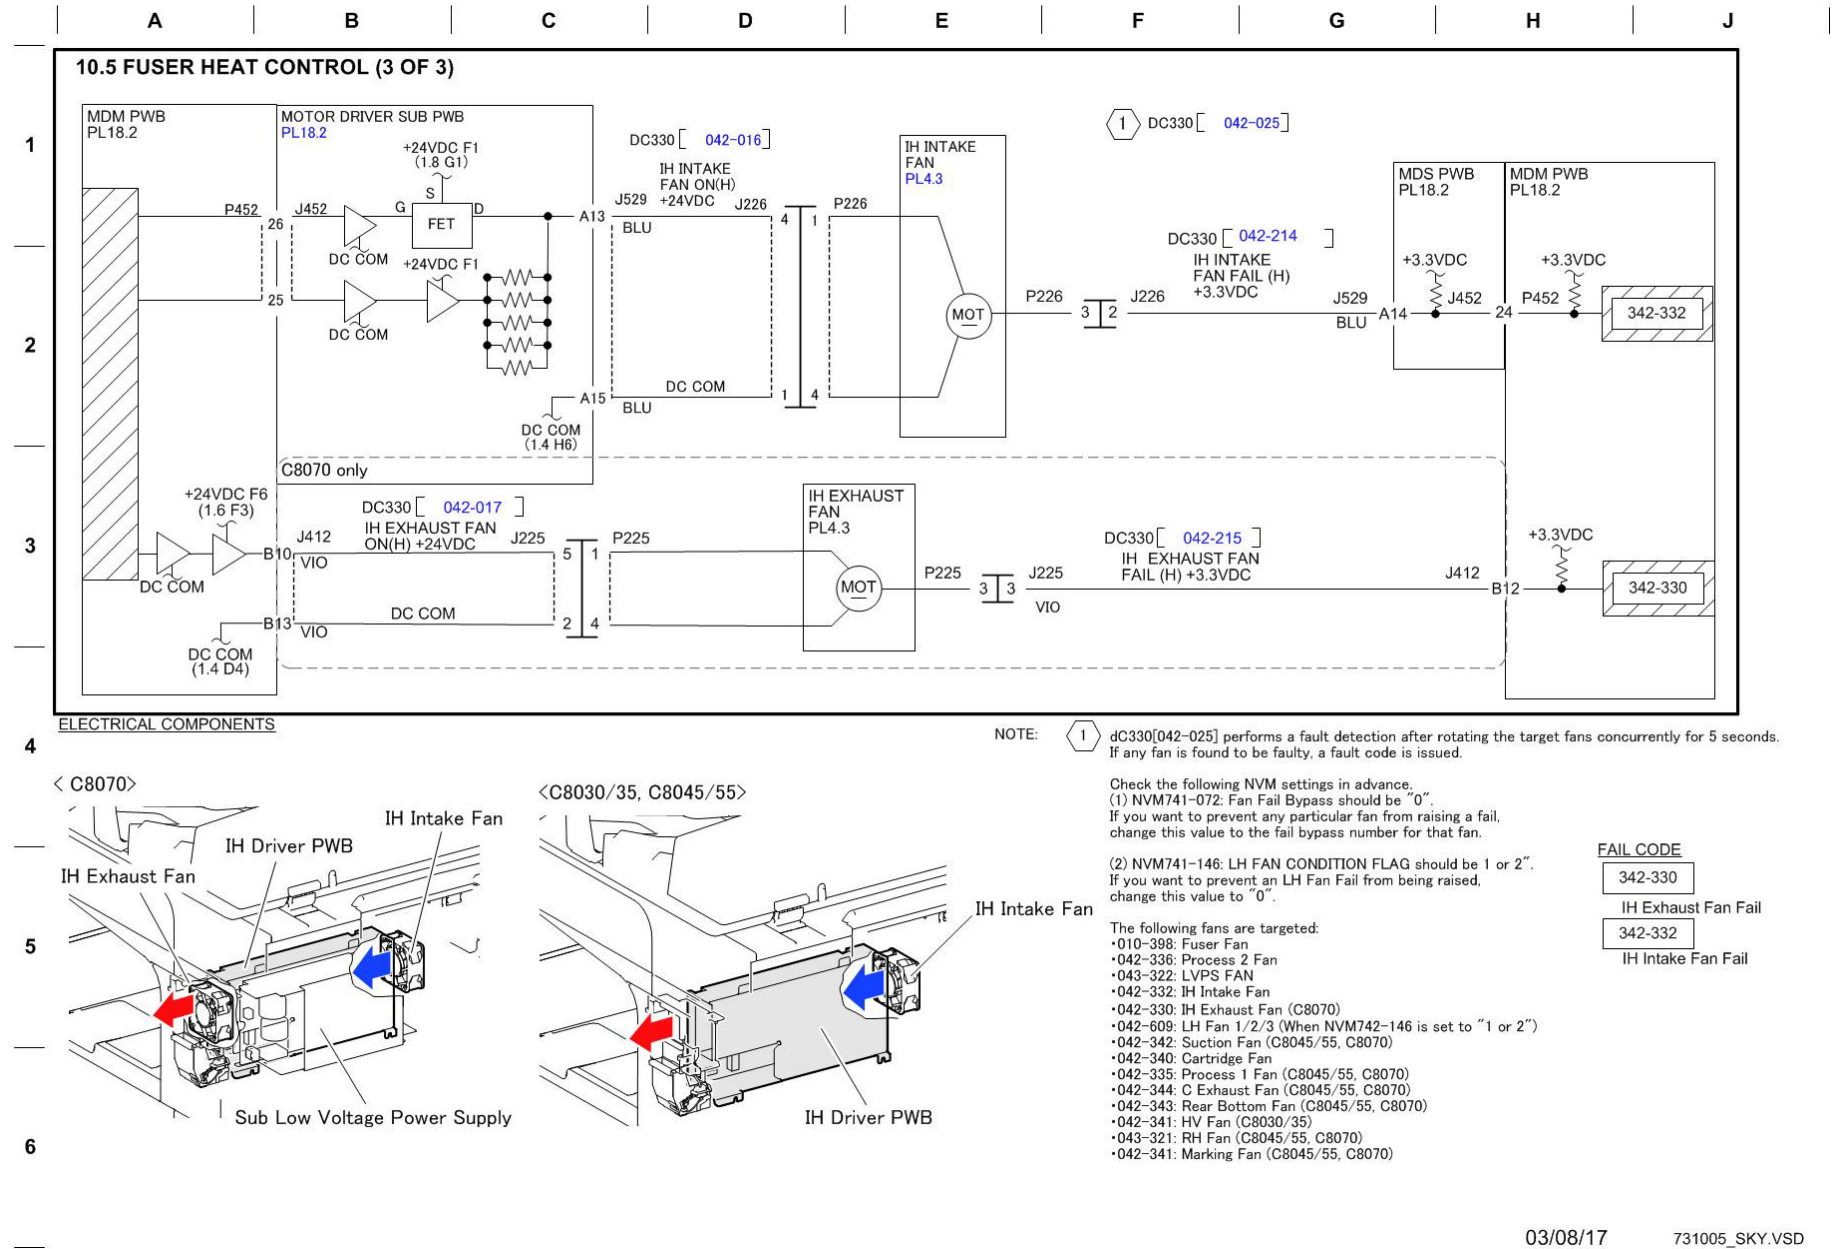 A B C D E F G H J
1
2
3
4
5
6
10.5 FUSER HEAT CONTROL (3 OF 3)
MDM PWB
PL18.2
MOTOR DRIVER SUB PWB
PL18.2
+24VDC F1
(1.8 G1)
S
G
D
FET
P452
26
J452
DC COM
+24VDC F1
25
DC COM
A13
J529
BLU
DC330 [ 042-016]
IH INTAKE
FAN ON(H)
+24VDC
J226
4
1
P226
A15
BLU
DC COM
1
4
DC COM
(1.4 H6)
IH INTAKE
FAN
PL4.3
MOT
P226
3
2
J226
1
DC330 [ 042-025]
DC330 [ 042-214 ]
IH INTAKE
FAN FAIL (H)
+3.3VDC
J529
BLU
A14
MDS PWB
PL18.2
+3.3VDC
J452
24
MDM PWB
PL18.2
+3.3VDC
P452
342-332
C8070 only
+24VDC F6
(1.6 F3)
DC COM
B10
J412
VIO
DC330 [ 042-017 ]
IH EXHAUST FAN
ON(H) +24VDC
J225
5
1
P225
B13
VIO
DC COM
2
4
DC COM
(1.4 D4)
IH EXHAUST
FAN
PL4.3
MOT
P225
3
3
J225
VIO
DC330 [ 042-215 ]
IH EXHAUST FAN
FAIL (H) +3.3VDC
J412
B12
+3.3VDC
342-330
ELECTRICAL COMPONENTS
< C8070>
IH Intake Fan
IH Driver PWB
IH Exhaust Fan
Sub Low Voltage Power Supply
<C8030/35, C8045/55>
IH Intake Fan
IH Driver PWB
NOTE:
1
dC330[042-025] performs a fault detection after rotating the target fans concurrently for 5 seconds.
If any fan is found to be faulty, a fault code is issued.
Check the following NVM settings in advance.
(1) NVM741-072: Fan Fail Bypass should be "0".
If you want to prevent any particular fan from raising a fail,
change this value to the fail bypass number for that fan.
(2) NVM741-146: LH FAN CONDITION FLAG should be 1 or 2".
If you want to prevent an LH Fan Fail from being raised,
change this value to "0".
The following fans are targeted:
・010-398: Fuser Fan
・042-336: Process 2 Fan
・043-322: LVPS FAN
・042-332: IH Intake Fan
・042-330: IH Exhaust Fan (C8070)
・042-609: LH Fan 1/2/3 (When NVM742-146 is set to "1 or 2")
・042-342: Suction Fan (C8045/55, C8070)
・042-340: Cartridge Fan
・042-335: Process 1 Fan (C8045/55, C8070)
・042-344: C Exhaust Fan (C8045/55, C8070)
・042-343: Rear Bottom Fan (C8045/55, C8070)
・042-341: HV Fan (C8030/35)
・043-321: RH Fan (C8045/55, C8070)
・042-341: Marking Fan (C8045/55, C8070)
FAIL CODE
342-330
IH Exhaust Fan Fail
342-332
IH Intake Fan Fail
03/08/17
731005_SKY.VSD